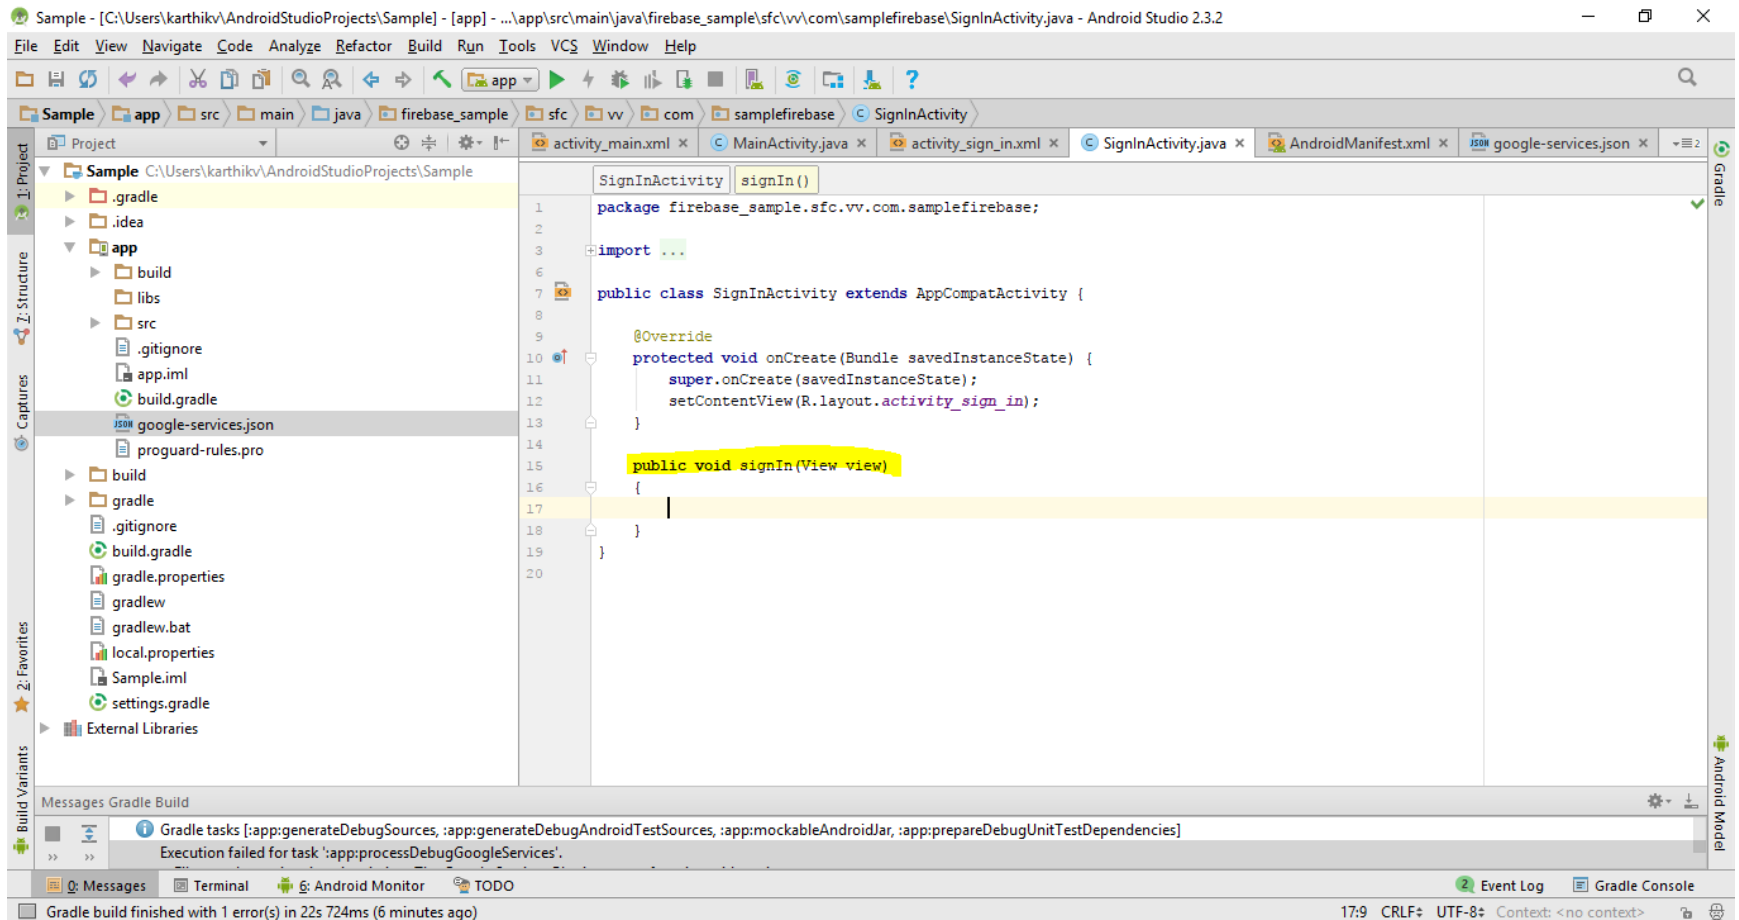 Sample - [C:\Users\karthikv\AndroidStudioProjects\Sample] - [app] - ...\app\src\main\java\firebase_sample\sfc\vv\com\samplefirebase\SignInActivity.java - Android Studio 2.3.2
File Edit View Navigate Code Analyze Refactor Build Run Tools VCS Window Help
app
Sample app src main java firebase_sample sfc vv com samplefirebase SignInActivity
Project
activity_main.xml MainActivity.java activity_sign_in.xml SignInActivity.java AndroidManifest.xml google-services.json 2
1: Project
7: Structure
Captures
2: Favorites
Build Variants
Sample C:\Users\karthikv\AndroidStudioProjects\Sample
.gradle
.idea
app
build
libs
src
.gitignore
app.iml
build.gradle
google-services.json
proguard-rules.pro
build
gradle
.gitignore
build.gradle
gradle.properties
gradlew
gradlew.bat
local.properties
Sample.iml
settings.gradle
External Libraries
SignInActivity signIn()
1 package firebase_sample.sfc.vv.com.samplefirebase;
2
3 import ...
6
7 public class SignInActivity extends AppCompatActivity {
8
9 @Override
10 protected void onCreate(Bundle savedInstanceState) {
11 super.onCreate(savedInstanceState);
12 setContentView(R.layout.activity_sign_in);
13 }
14
15 public void signIn(View view)
16 {
17
18 }
19 }
20
Gradle
Android Model
Messages Gradle Build
Gradle tasks [:app:generateDebugSources, :app:generateDebugAndroidTestSources, :app:mockableAndroidJar, :app:prepareDebugUnitTestDependencies]
Execution failed for task ':app:processDebugGoogleServices'.
0: Messages Terminal 6: Android Monitor TODO 2 Event Log Gradle Console
Gradle build finished with 1 error(s) in 22s 724ms (6 minutes ago) 17:9 CRLF UTF-8 Context: <no context>